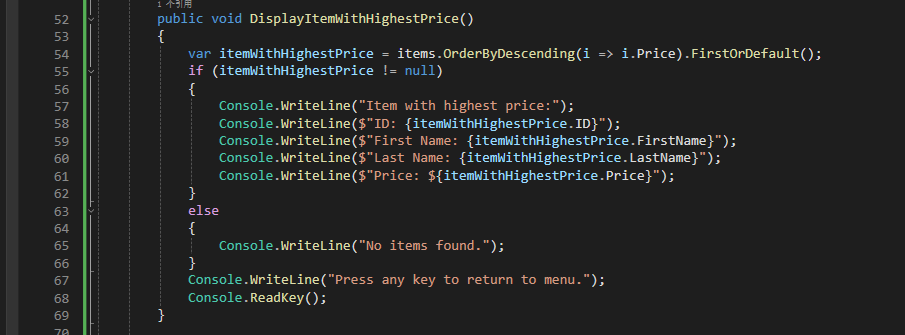 1 个引用
52 public void DisplayItemWithHighestPrice()
53 {
54 var itemWithHighestPrice = items.OrderByDescending(i => i.Price).FirstOrDefault();
55 if (itemWithHighestPrice != null)
56 {
57 Console.WriteLine("Item with highest price:");
58 Console.WriteLine($"ID: {itemWithHighestPrice.ID}");
59 Console.WriteLine($"First Name: {itemWithHighestPrice.FirstName}");
60 Console.WriteLine($"Last Name: {itemWithHighestPrice.LastName}");
61 Console.WriteLine($"Price: ${itemWithHighestPrice.Price}");
62 }
63 else
64 {
65 Console.WriteLine("No items found.");
66 }
67 Console.WriteLine("Press any key to return to menu.");
68 Console.ReadKey();
69 }
70